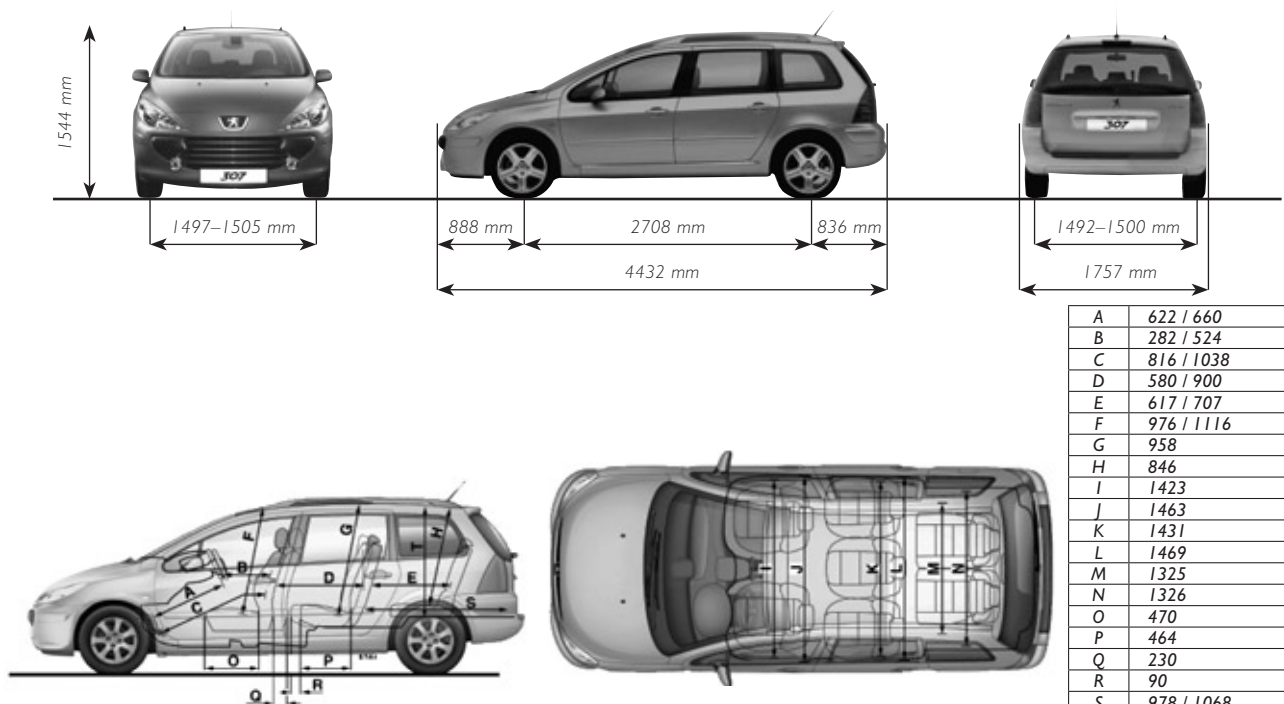 1544 mm
307
307
1497–1505 mm
888 mm
2708 mm
836 mm
1492–1500 mm
4432 mm
1757 mm
A 622 / 660
B 282 / 524
C 816 / 1038
D 580 / 900
E 617 / 707
F 976 / 1116
G 958
H 846
I 1423
J 1463
K 1431
L 1469
M 1325
N 1326
O 470
P 464
Q 230
R 90
S 978 / 1068
F
G
T
H
B
D
E
A
C
S
O
P
Q
R
I
J
K
L
M
N